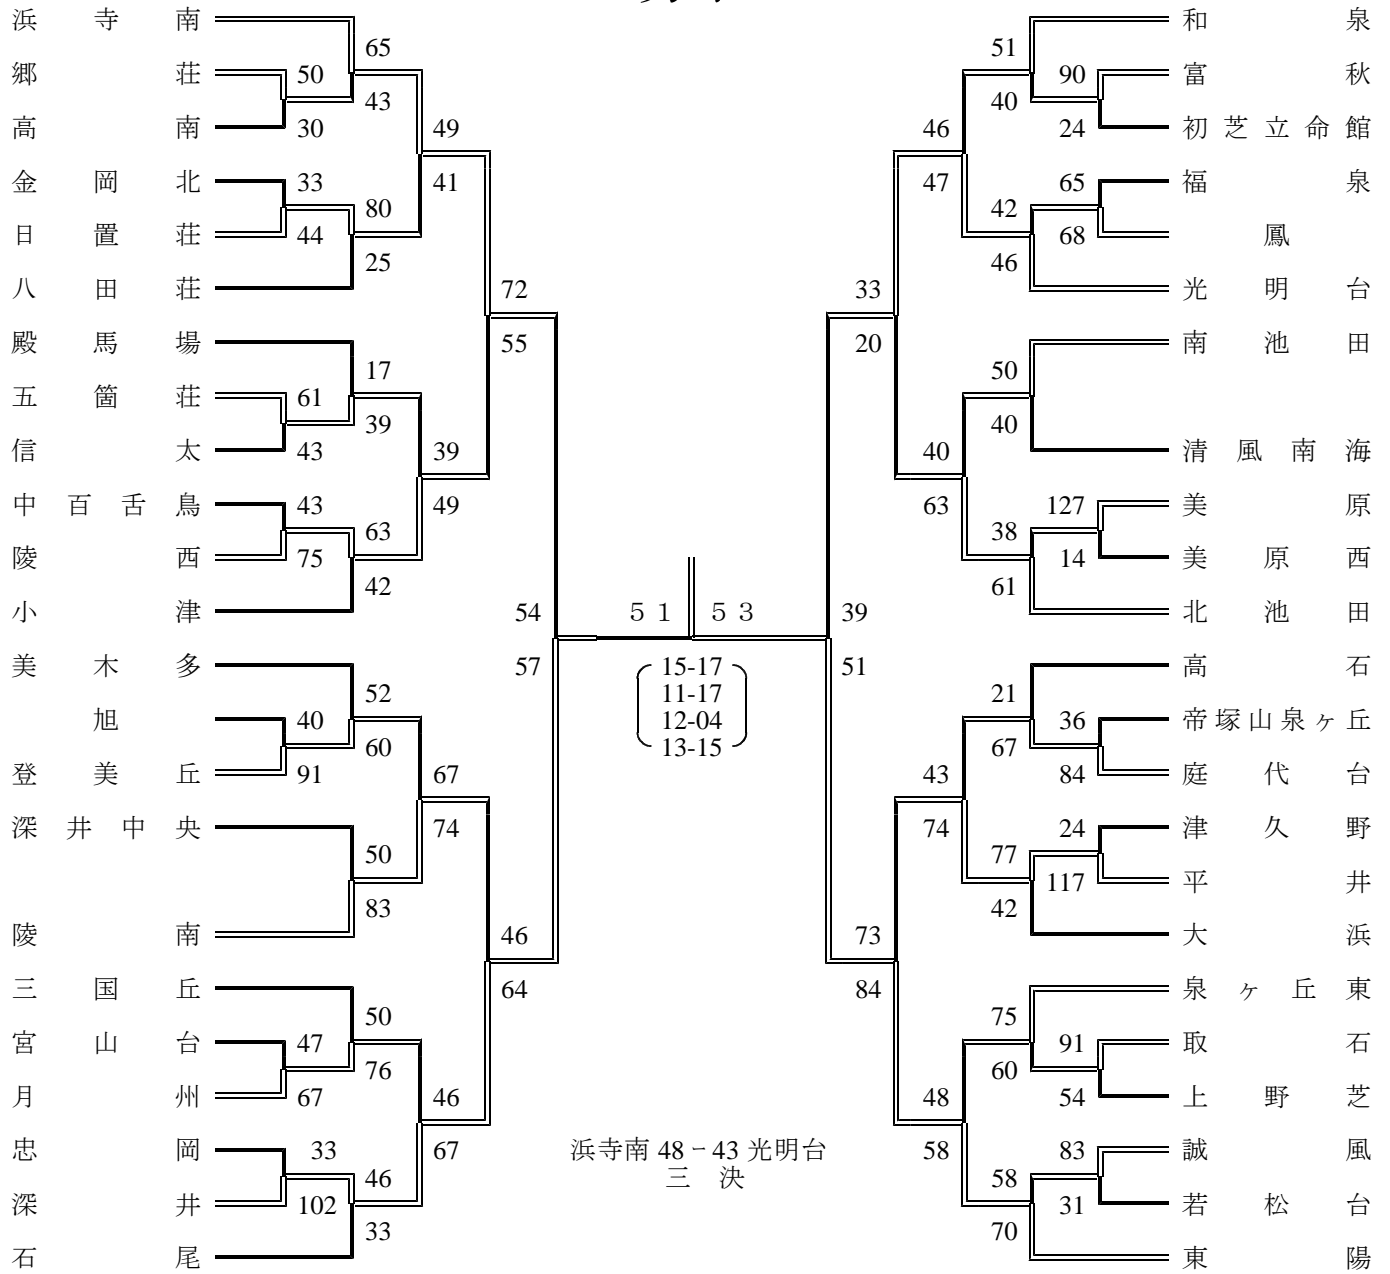 浜寺南
65
郷荘
50
43
高南
30
49
金岡北
33
41
80
日置荘
44
25
八田荘
72
殿馬場
55
17
五箇荘
61
39
信太
43
39
中百舌鳥
43
49
63
陵西
75
42
小津
54
美木多
57
52
旭
40
60
登美丘
91
67
深井中央
74
50
83
陵南
46
三国丘
64
50
宮山台
47
76
月州
67
46
忠岡
33
67
46
深井
102
33
石尾
51 53
15-17
11-17
12-04
13-15
浜寺南 48－43 光明台
三決
和泉
51
富秋
90
40
初芝立命館
24
46
福泉
65
47
42
鳳
68
46
光明台
33
南池田
20
50
40
清風南海
40
美原
127
63
38
美原西
14
61
北池田
39
高石
51
21
帝塚山泉ヶ丘
36
67
庭代台
84
43
津久野
24
74
77
平井
117
42
大浜
73
泉ヶ丘東
84
75
取石
91
60
上野芝
54
48
誠風
83
58
58
若松台
31
70
東陽